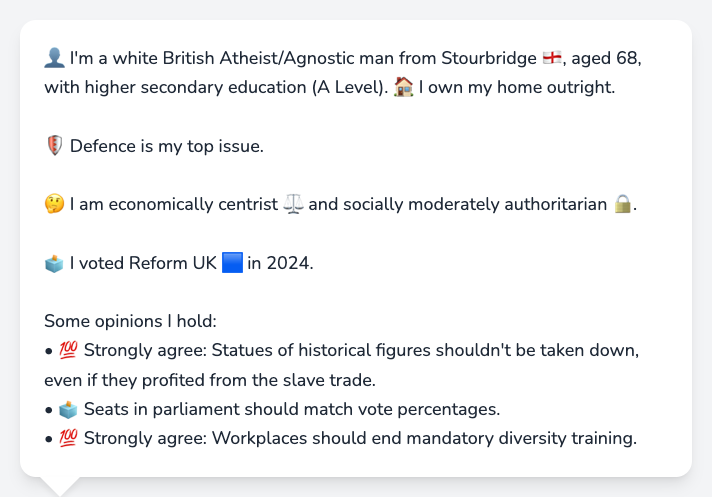 👤 I'm a white British Atheist/Agnostic man from Stourbridge 🏴󠁧󠁢󠁥󠁮󠁧󠁿, aged 68,
with higher secondary education (A Level). 🏠 I own my home outright.
🛡️ Defence is my top issue.
🤔 I am economically centrist ⚖️ and socially moderately authoritarian 🔒.
🗳️ I voted Reform UK 🟦 in 2024.
Some opinions I hold:
• 💯 Strongly agree: Statues of historical figures shouldn't be taken down,
even if they profited from the slave trade.
• 🗳️ Seats in parliament should match vote percentages.
• 💯 Strongly agree: Workplaces should end mandatory diversity training.